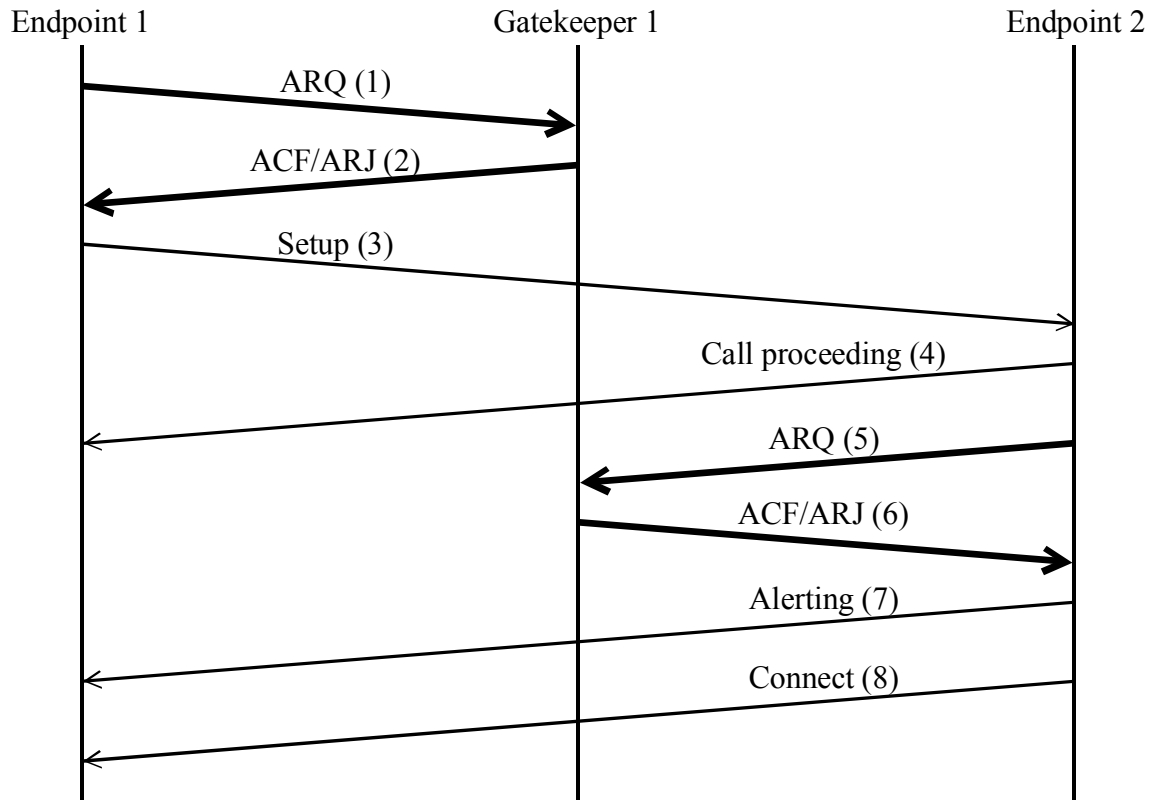 Endpoint 1
Gatekeeper 1
Endpoint 2
ARQ (1)
ACF/ARJ (2)
Setup (3)
Call proceeding (4)
ARQ (5)
ACF/ARJ (6)
Alerting (7)
Connect (8)